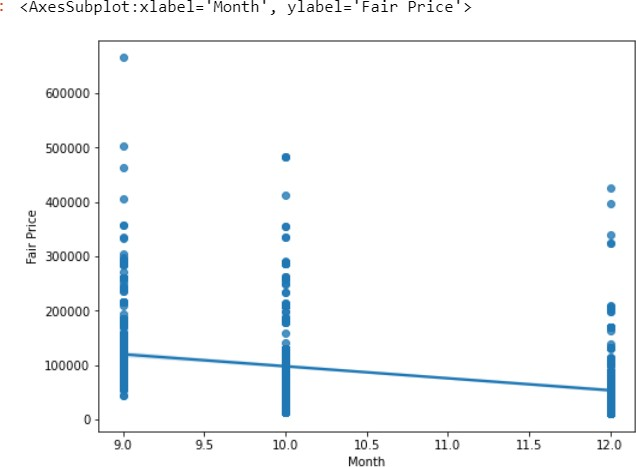 : <AxesSubplot:xlabel='Month', ylabel='Fair Price'>
600000
500000
400000
300000
200000
100000
0
Fair Price
9.0 9.5 10.0 10.5 11.0 11.5 12.0
Month